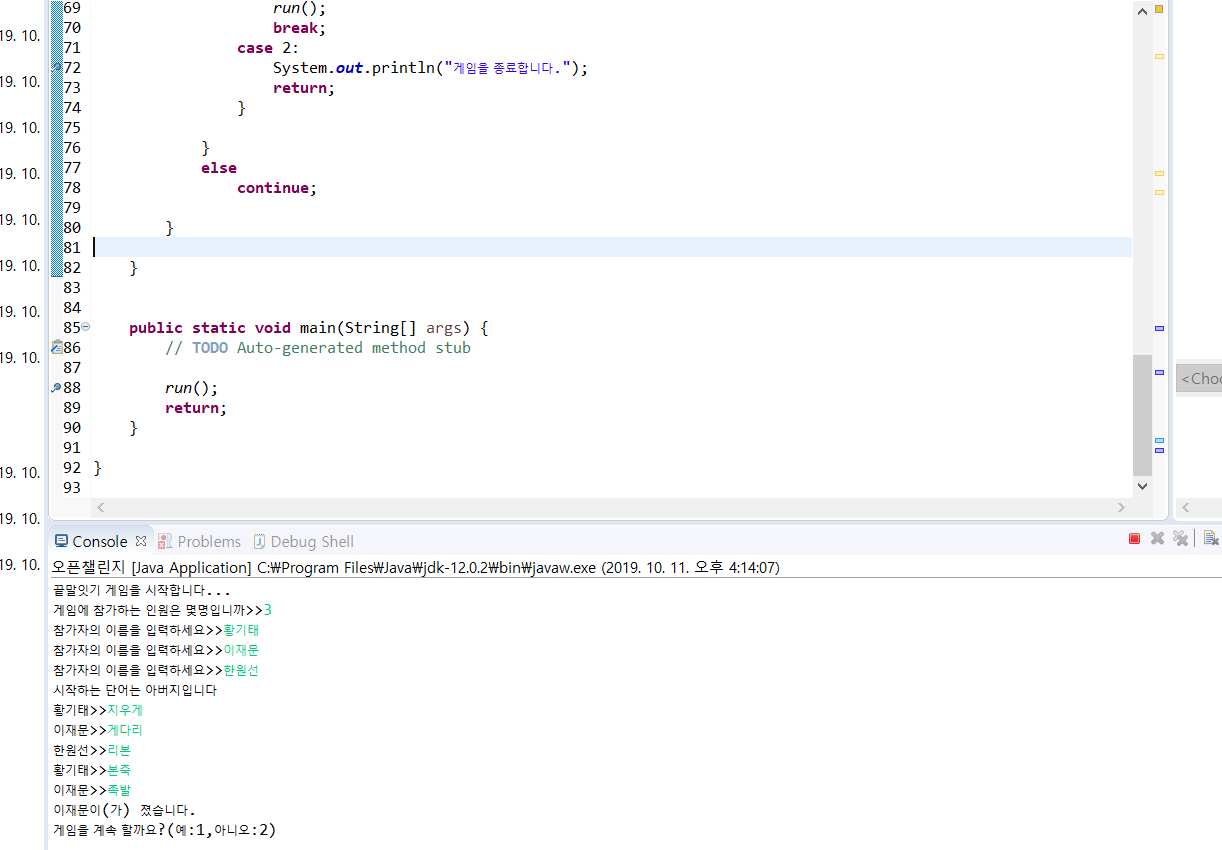 19. 10.
19. 10.
19. 10.
19. 10.
19. 10.
19. 10.
19. 10.
19. 10.
19. 10.
19. 10.
19. 10.
69 run();
70 break;
71 case 2:
72 System.out.println("게임을 종료합니다.");
73 return;
74 }
75
76 }
77 else
78 continue;
79
80 }
81
82 }
83
84
85 public static void main(String[] args) {
86 // TODO Auto-generated method stub
87
88 run();
89 return;
90 }
91
92 }
93
<Choo
Console Problems Debug Shell
오픈챌린지 [Java Application] C:₩Program Files₩Java₩jdk-12.0.2₩bin₩javaw.exe (2019. 10. 11. 오후 4:14:07)
끝말잇기 게임을 시작합니다...
게임에 참가하는 인원은 몇명입니까>>3
참가자의 이름을 입력하세요>>황기태
참가자의 이름을 입력하세요>>이재문
참가자의 이름을 입력하세요>>한원선
시작하는 단어는 아버지입니다
황기태>>지우게
이재문>>게다리
한원선>>리본
황기태>>본죽
이재문>>족발
이재문이(가) 졌습니다.
게임을 계속 할까요?(예:1,아니오:2)